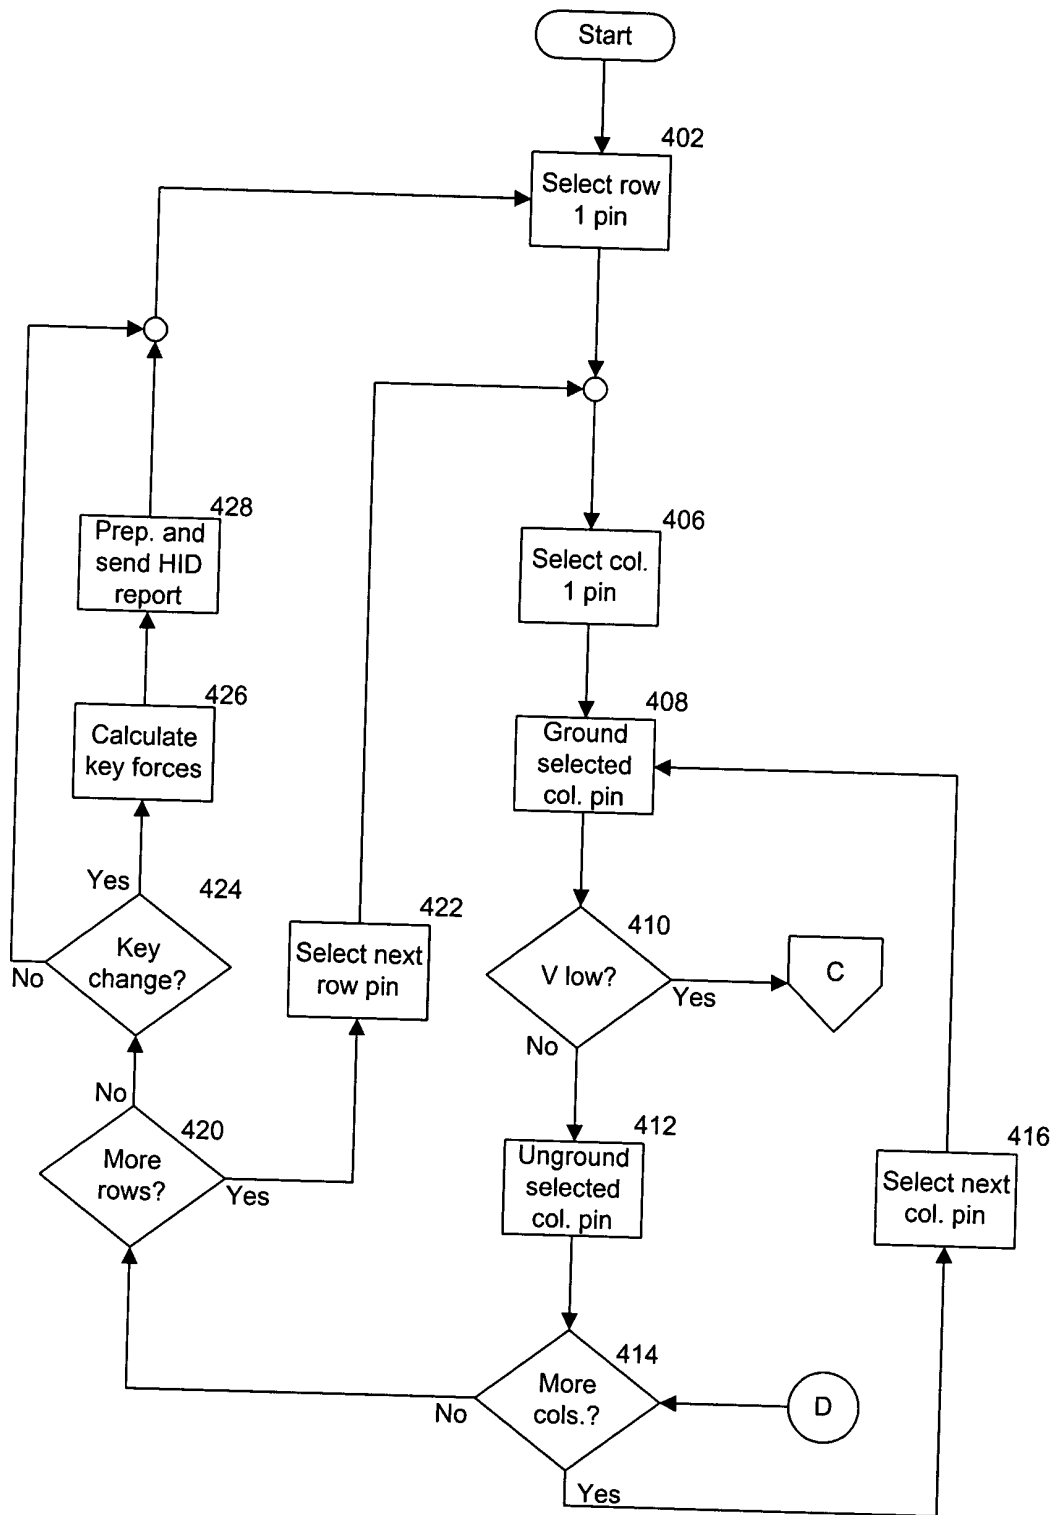 Start
402
Select row
1 pin
428
Prep. and
send HID
report
406
Select col.
1 pin
426
Calculate
key forces
408
Ground
selected
col. pin
Yes
424
Key
change?
No
422
Select next
row pin
410
V low?
Yes
C
No
No
420
More
rows?
Yes
412
Unground
selected
col. pin
416
Select next
col. pin
414
More
cols.?
No
D
Yes